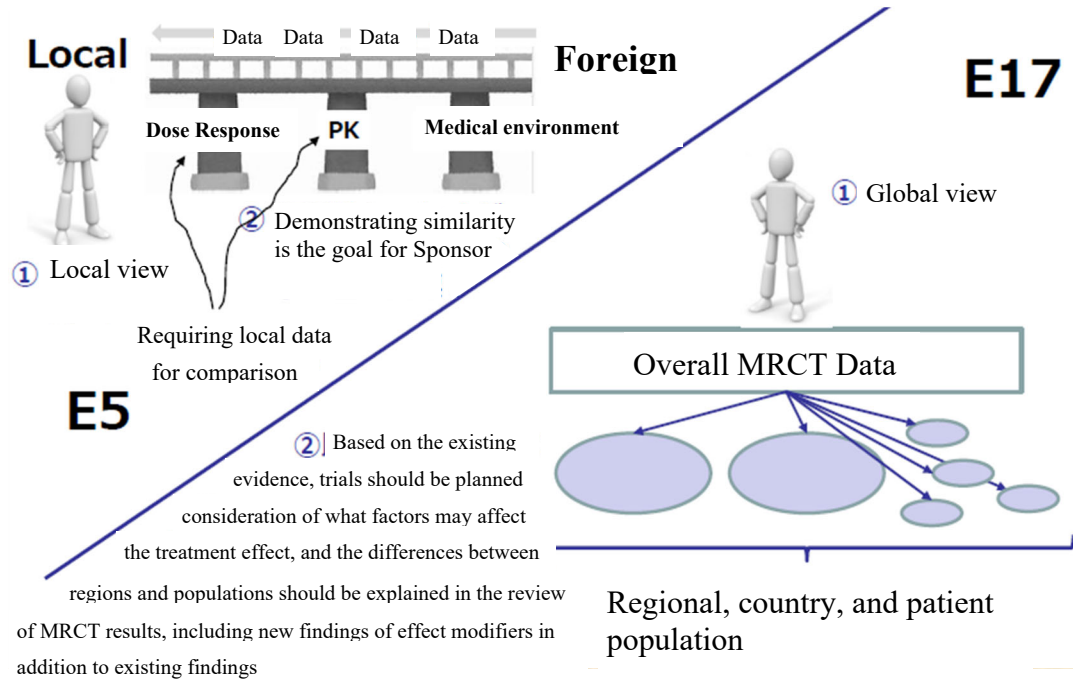 Data Data Data Data
Local
Foreign
Dose Response
PK
Medical environment
② Demonstrating similarity
is the goal for Sponsor
① Local view
Requiring local data
for comparison
E5
E17
① Global view
Overall MRCT Data
② Based on the existing
evidence, trials should be planned
consideration of what factors may affect
the treatment effect, and the differences between
regions and populations should be explained in the review
of MRCT results, including new findings of effect modifiers in
addition to existing findings
Regional, country, and patient
population